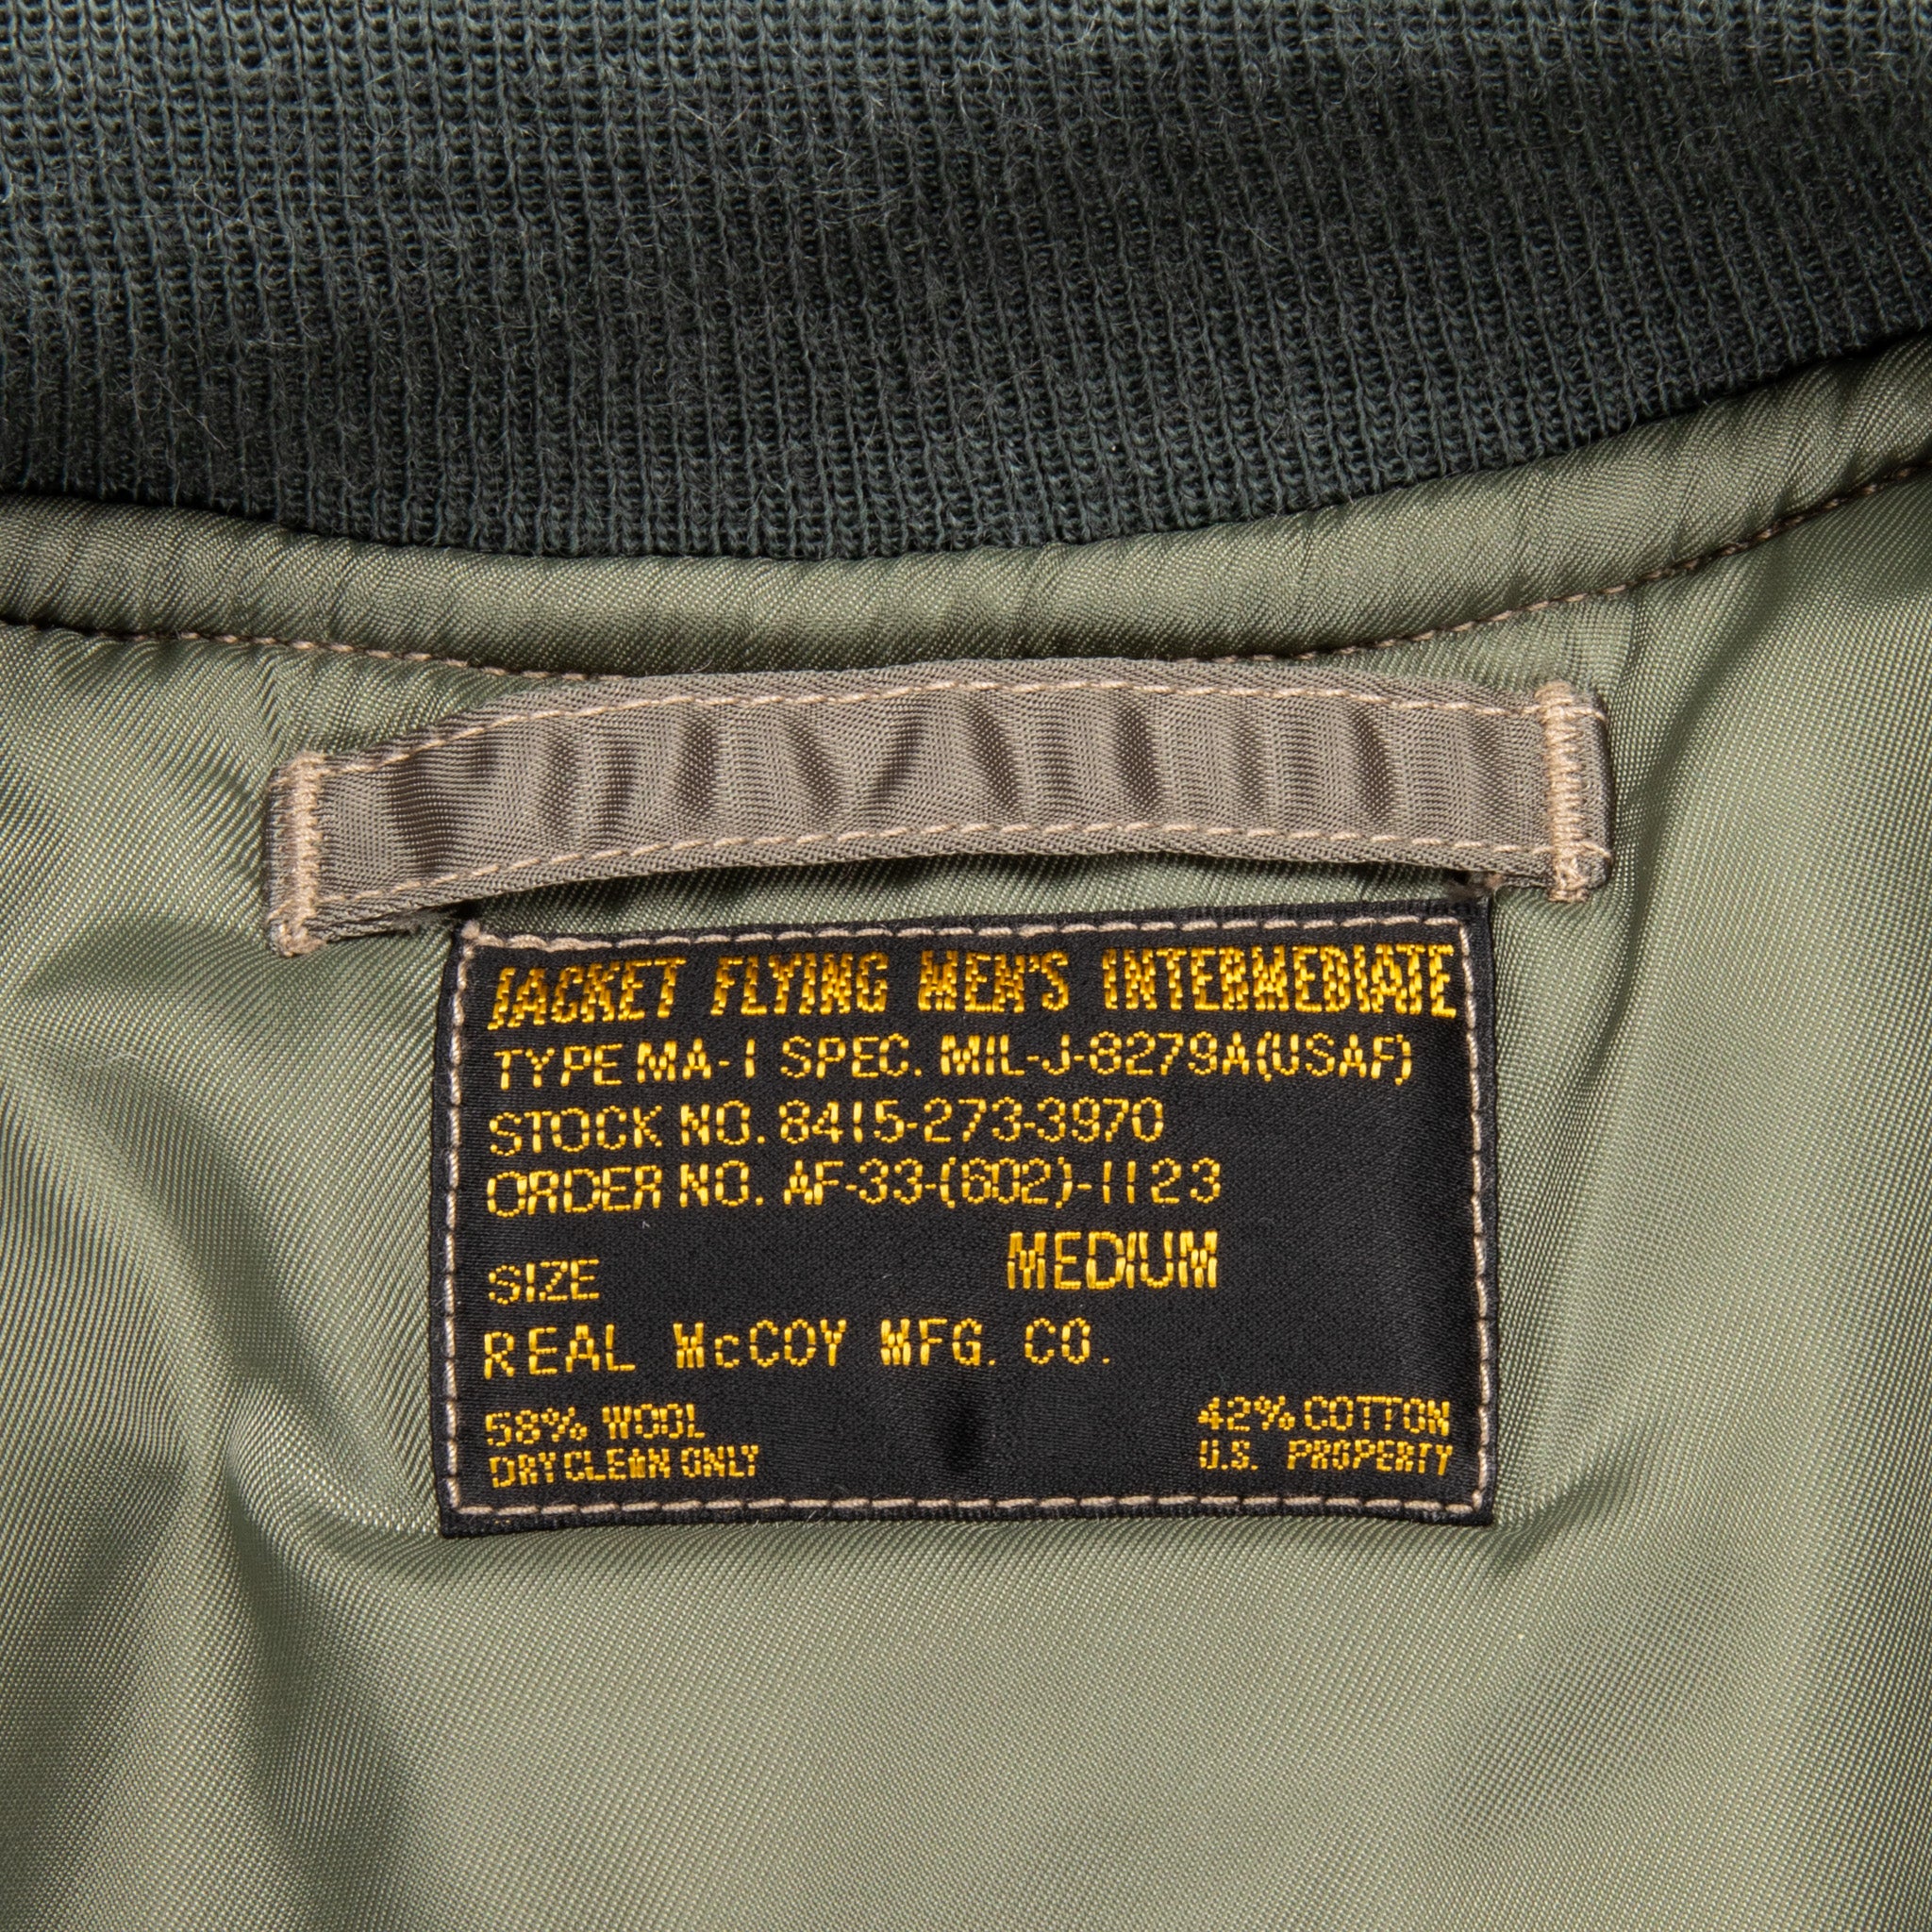 JACKET FLYING MEN'S INTERMEDIATE
TYPE MA-1 SPEC. MIL-J-8279A(USAF)
STOCK NO. 8415-273-3970
ORDER NO. AF-33-(602)-1123
SIZE MEDIUM
REAL McCOY MFG. CO.
58% WOOL 42% COTTON
DRY CLEAN ONLY U.S. PROPERTY